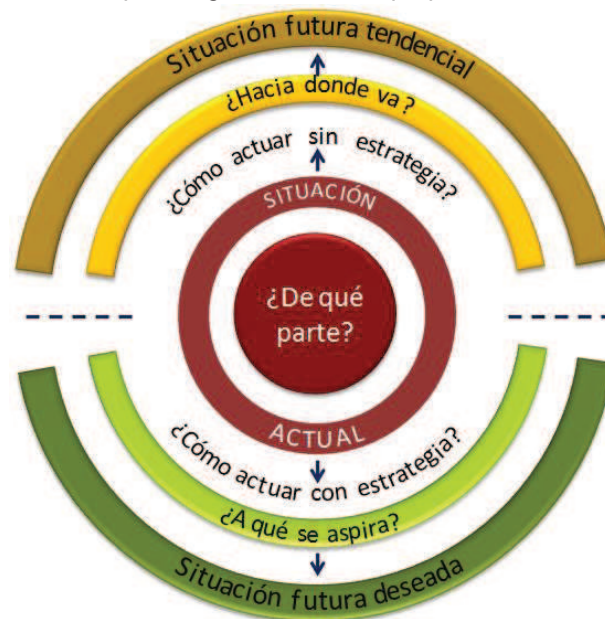 Situación futura tendencial
¿Hacia donde va?
¿Cómo actuar sin estrategia?
SITUACIÓN
¿De qué
parte?
ACTUAL
¿Cómo actuar con estrategia?
¿A qué se aspira?
Situación futura deseada